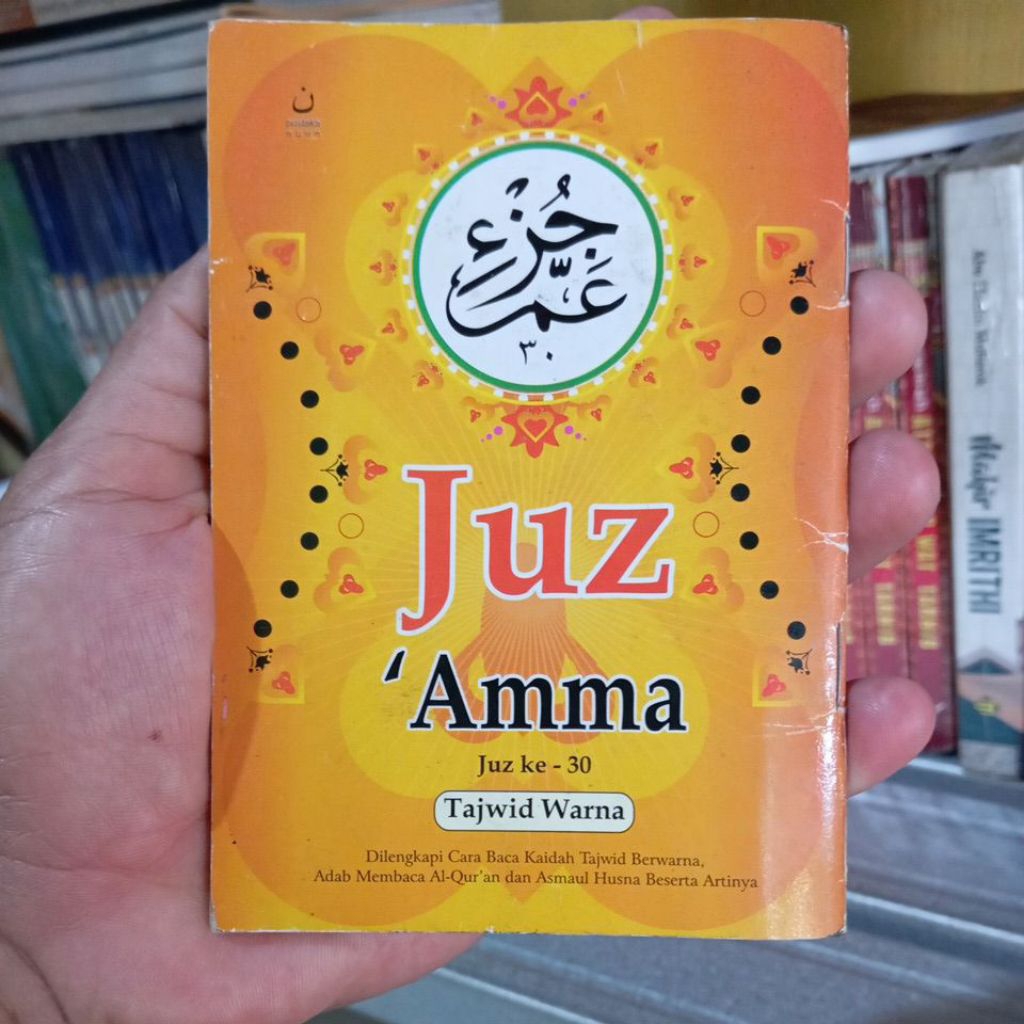 ن
جُزْءُ
عَمَّ
٣٠
Juz
‘Amma
Juz ke - 30
Tajwid Warna
Dilengkapi Cara Baca Kaidah Tajwid Berwarna,
Adab Membaca Al-Qur'an dan Asmaul Husna Beserta Artinya
IMRITHI